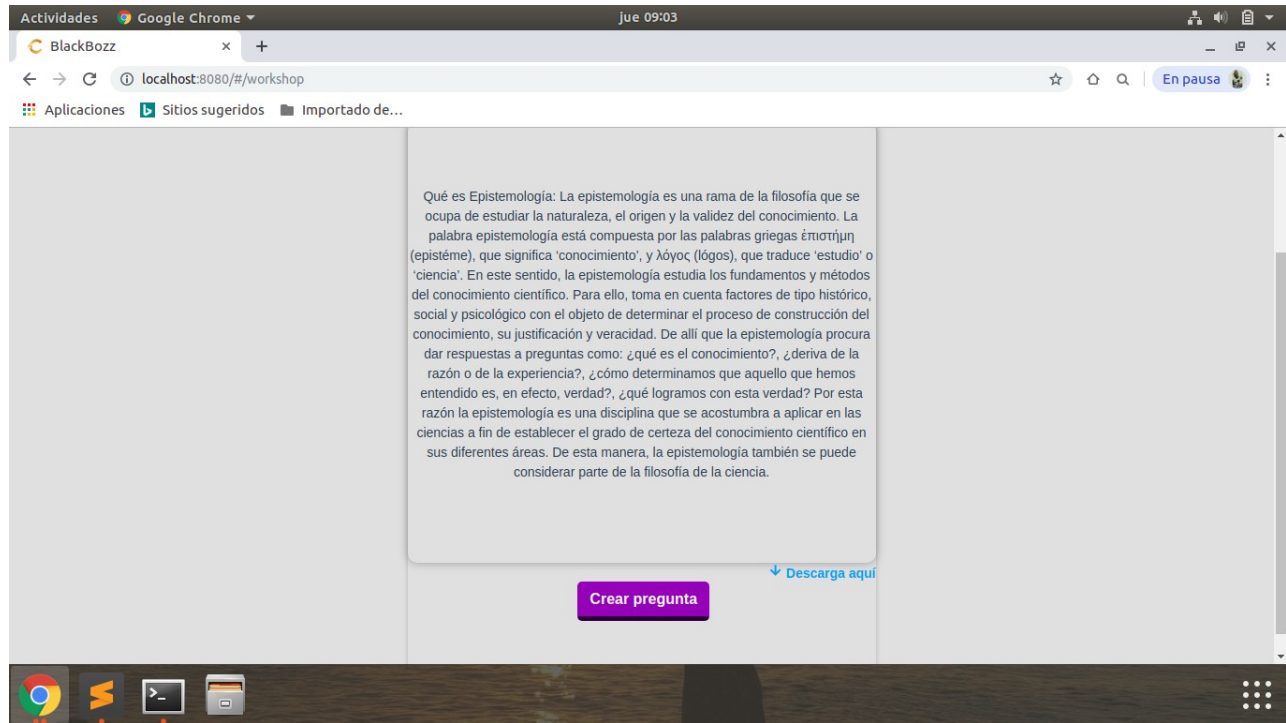 Actividades Google Chrome jue 09:03
BlackBozz
localhost:8080/#/workshop En pausa
Aplicaciones Sitios sugeridos Importado de...
Qué es Epistemología: La epistemología es una rama de la filosofía que se
ocupa de estudiar la naturaleza, el origen y la validez del conocimiento. La
palabra epistemología está compuesta por las palabras griegas ἐπιστήμη
(epistéme), que significa ‘conocimiento’, y λόγος (lógos), que traduce ‘estudio’ o
‘ciencia’. En este sentido, la epistemología estudia los fundamentos y métodos
del conocimiento científico. Para ello, toma en cuenta factores de tipo histórico,
social y psicológico con el objeto de determinar el proceso de construcción del
conocimiento, su justificación y veracidad. De allí que la epistemología procura
dar respuestas a preguntas como: ¿qué es el conocimiento?, ¿deriva de la
razón o de la experiencia?, ¿cómo determinamos que aquello que hemos
entendido es, en efecto, verdad?, ¿qué logramos con esta verdad? Por esta
razón la epistemología es una disciplina que se acostumbra a aplicar en las
ciencias a fin de establecer el grado de certeza del conocimiento científico en
sus diferentes áreas. De esta manera, la epistemología también se puede
considerar parte de la filosofía de la ciencia.
Descarga aquí
Crear pregunta